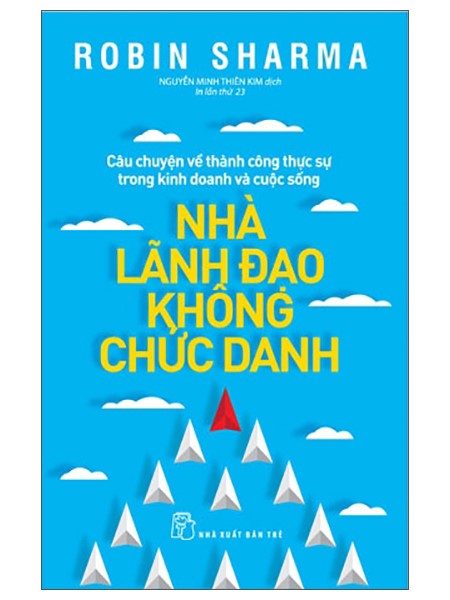 ROBIN SHARMA
NGUYỄN MINH THIÊN KIM dịch
In lần thứ 23
Câu chuyện về thành công thực sự
trong kinh doanh và cuộc sống
NHÀ
LÃNH ĐẠO
KHÔNG
CHỨC DANH
NHÀ XUẤT BẢN TRẺ